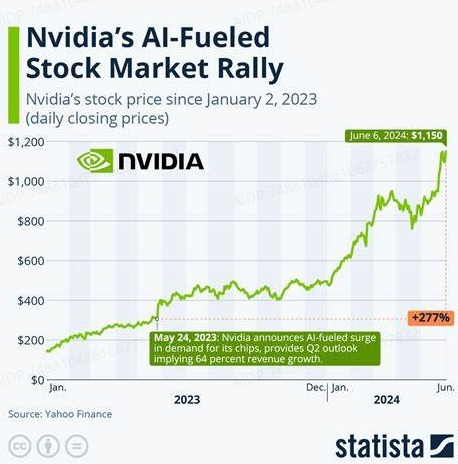 Nvidia's AI-Fueled
Stock Market Rally
Nvidia's stock price since January 2, 2023
(daily closing prices)
$1,200
June 6, 2024: $1,150
NVIDIA
$1,000
$800
$600
$400
+277%
$200
May 24, 2023: Nvidia announces AI-fueled surge
in demand for its chips, provides Q2 outlook
implying 64 percent revenue growth.
$0
Jan.
Dec.
Jan.
Jun.
2023
2024
Source: Yahoo Finance
cc
statista